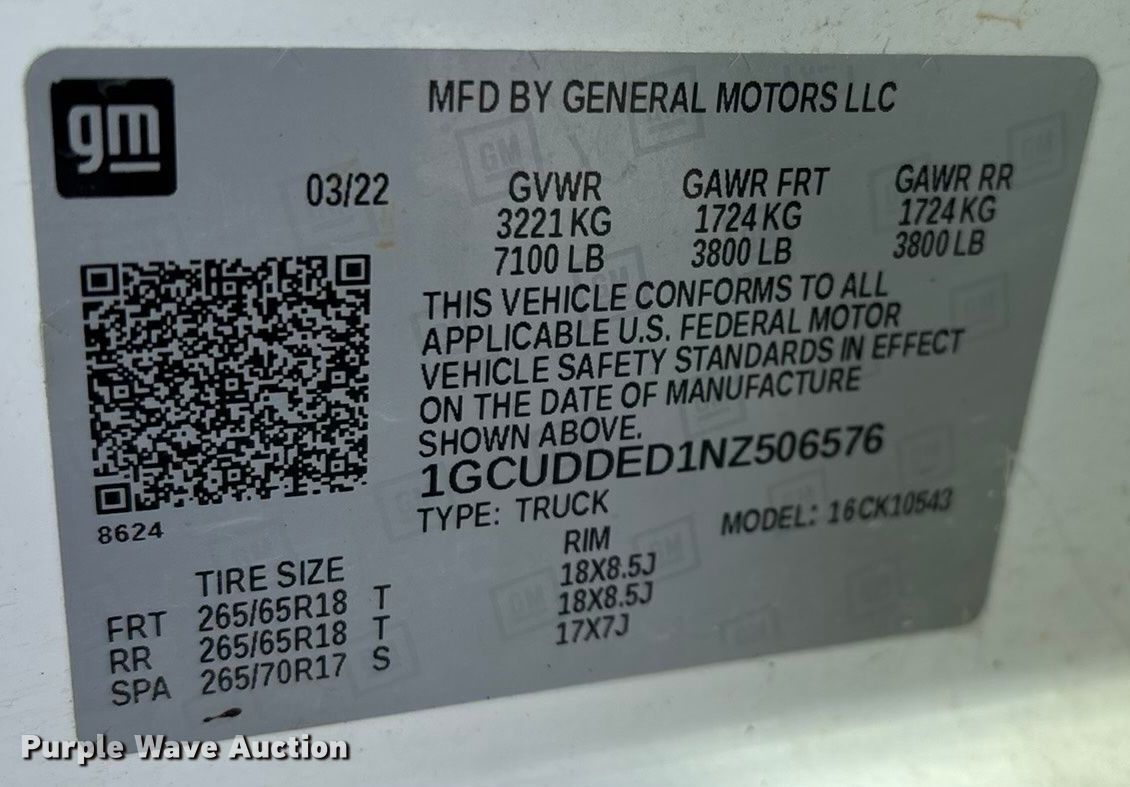 gm
MFD BY GENERAL MOTORS LLC
03/22
GVWR GAWR FRT GAWR RR
3221 KG 1724 KG 1724 KG
7100 LB 3800 LB 3800 LB
THIS VEHICLE CONFORMS TO ALL
APPLICABLE U.S. FEDERAL MOTOR
VEHICLE SAFETY STANDARDS IN EFFECT
ON THE DATE OF MANUFACTURE
SHOWN ABOVE.
1GCUDDED1NZ506576
8624
TYPE: TRUCK MODEL: 16CK10543
TIRE SIZE RIM
FRT 265/65R18 T 18X8.5J
RR 265/65R18 T 18X8.5J
SPA 265/70R17 S 17X7J
Purple Wave Auction